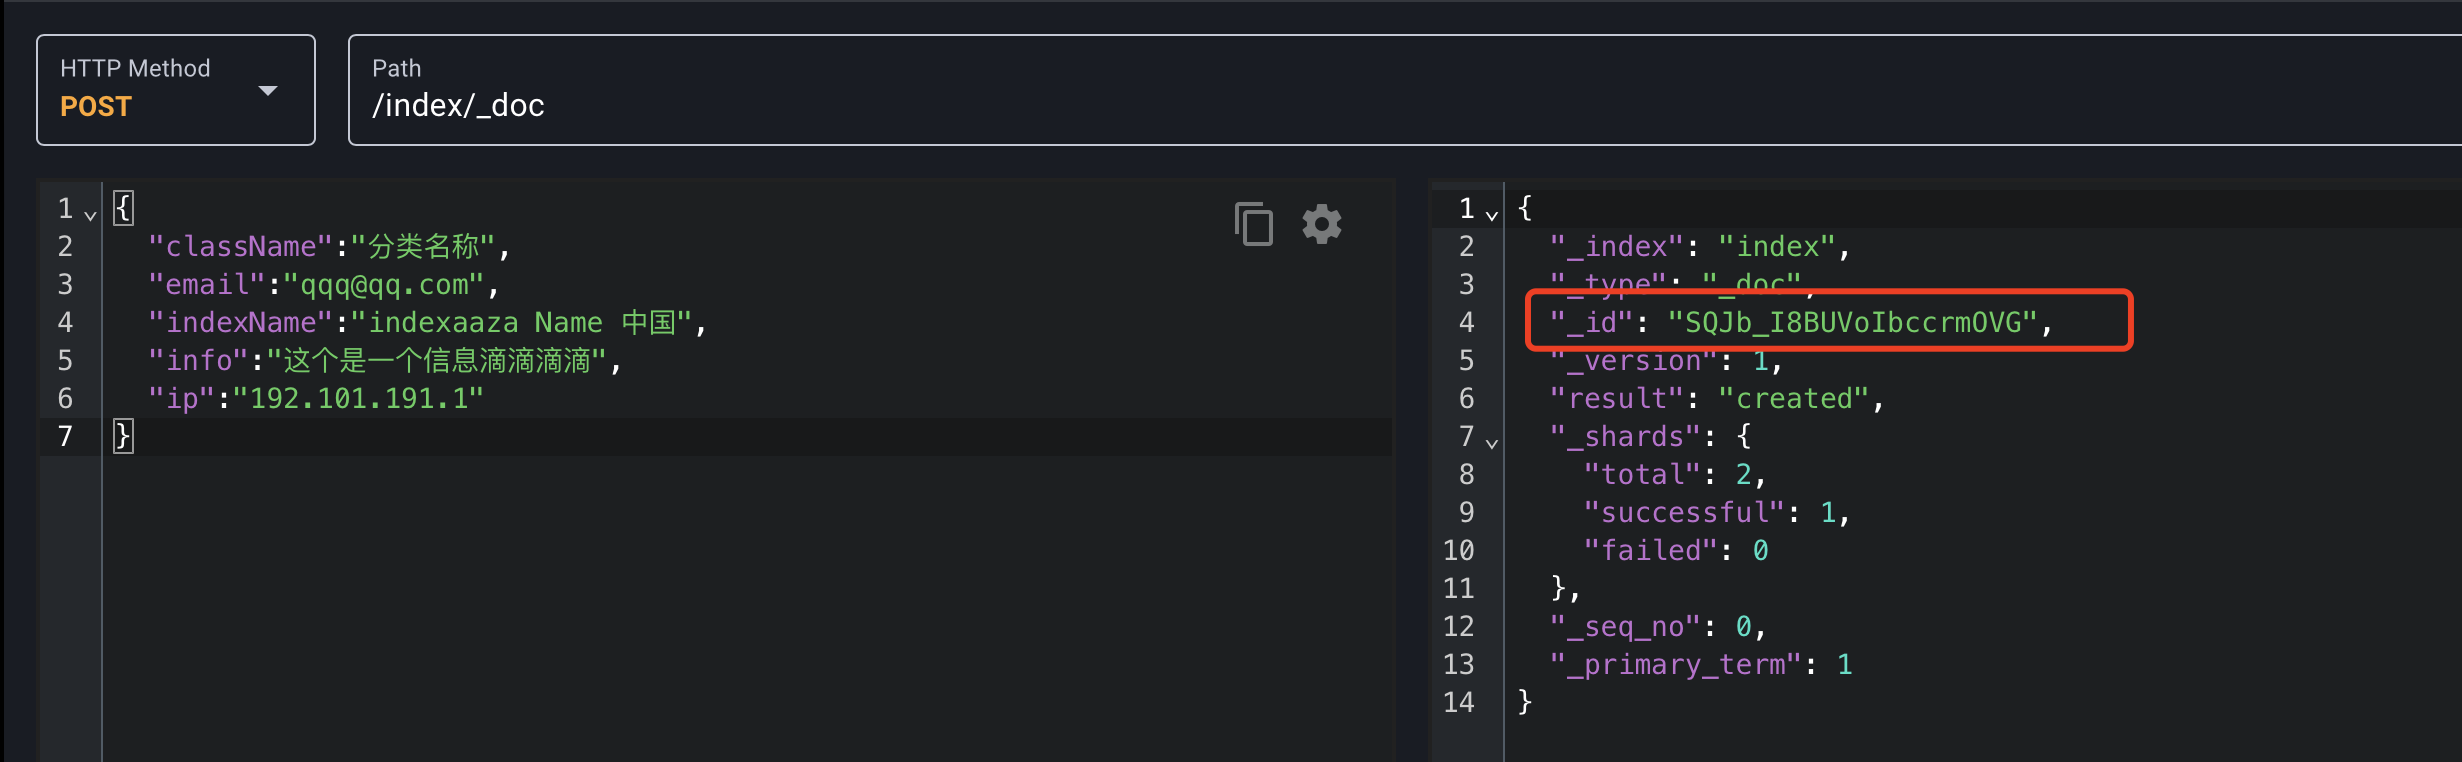 HTTP Method
POST
Path
/index/_doc
1 {
2 "className":"分类名称",
3 "email":"qqq@qq.com",
4 "indexName":"indexaaza Name 中国",
5 "info":"这个是一个信息滴滴滴滴",
6 "ip":"192.101.191.1"
7 }
1 {
2 "_index": "index",
3 "_type": "_doc",
4 "_id": "SQJb_I8BUVoIbccrmOVG",
5 "_version": 1,
6 "result": "created",
7 "_shards": {
8 "total": 2,
9 "successful": 1,
10 "failed": 0
11 },
12 "_seq_no": 0,
13 "_primary_term": 1
14 }